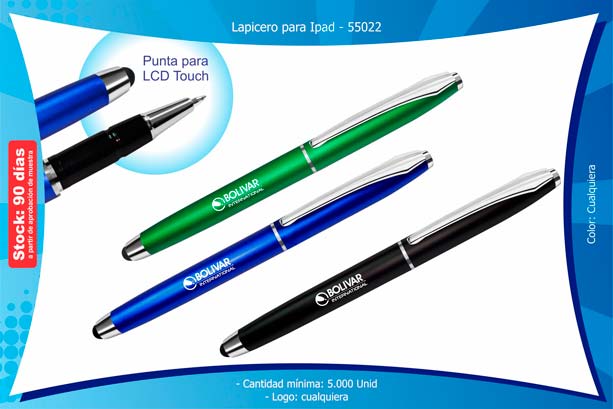 Lapicero para Ipad - 55022
Punta para
LCD Touch
Stock: 90 días
a partir de aprobación de muestra
Color: Cualquiera
BOLIVAR
INTERNATIONAL
BOLIVAR
INTERNATIONAL
BOLIVAR
INTERNATIONAL
- Cantidad mínima: 5.000 Unid
- Logo: cualquiera